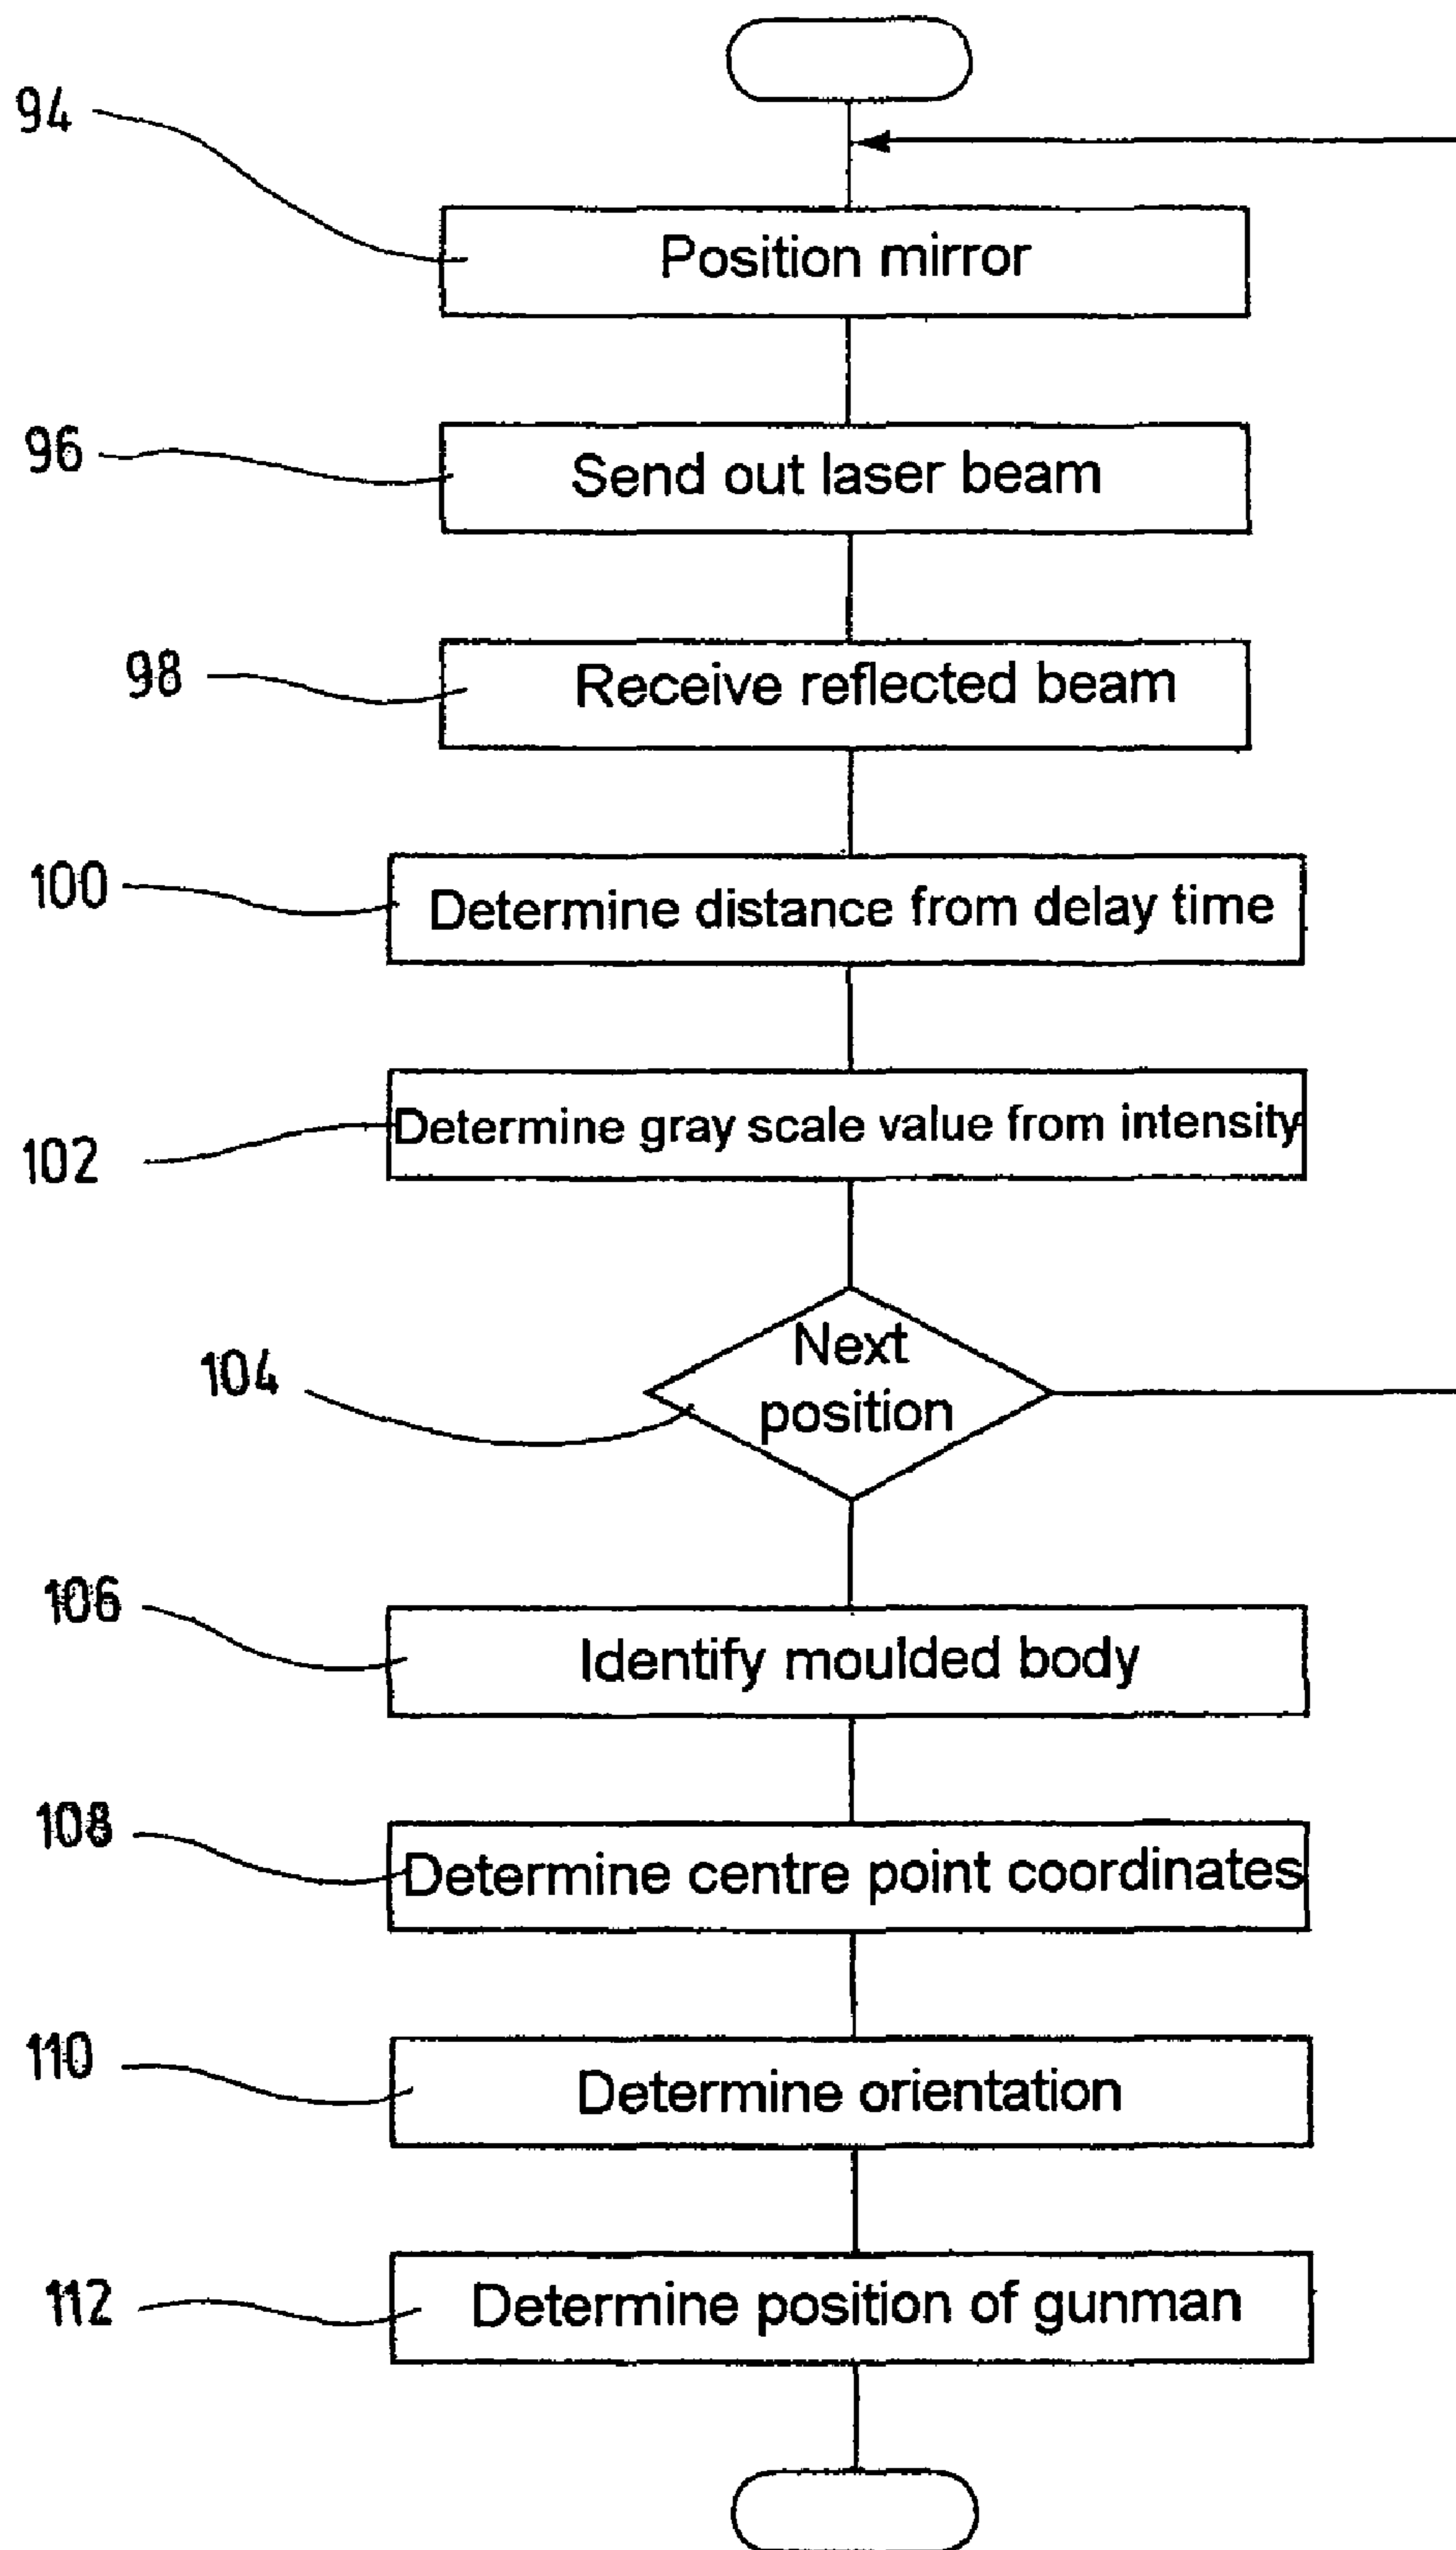 94
Position mirror
96
Send out laser beam
98
Receive reflected beam
100
Determine distance from delay time
102
Determine gray scale value from intensity
104
Next
position
106
Identify moulded body
108
Determine centre point coordinates
110
Determine orientation
112
Determine position of gunman